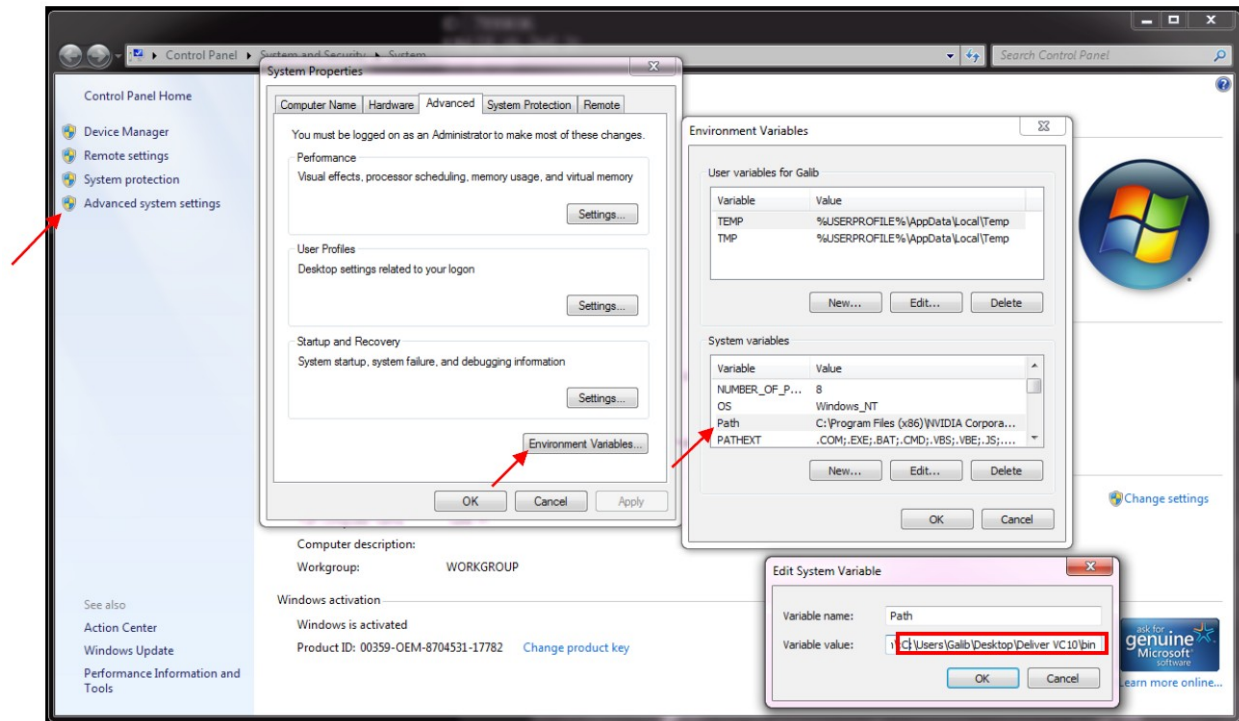 Control Panel
System and Security
System
Search Control Panel
Control Panel Home
Device Manager
Remote settings
System protection
Advanced system settings
See also
Action Center
Windows Update
Performance Information and
Tools
System Properties
Computer Name
Hardware
Advanced
System Protection
Remote
You must be logged on as an Administrator to make most of these changes.
Performance
Visual effects, processor scheduling, memory usage, and virtual memory
Settings...
User Profiles
Desktop settings related to your logon
Settings...
Startup and Recovery
System startup, system failure, and debugging information
Settings...
Environment Variables...
OK
Cancel
Apply
Computer description:
Workgroup: WORKGROUP
Windows activation
Windows is activated
Product ID: 00359-OEM-8704531-17782 Change product key
Environment Variables
User variables for Galib
Variable Value
TEMP %USERPROFILE%\AppData\Local\Temp
TMP %USERPROFILE%\AppData\Local\Temp
New...
Edit...
Delete
System variables
Variable Value
NUMBER_OF_P... 8
OS Windows_NT
Path C:\Program Files (x86)\NVIDIA Corpora...
PATHEXT .COM;.EXE;.BAT;.CMD;.VBS;.VBE;.JS;....
New...
Edit...
Delete
OK
Cancel
Change settings
Edit System Variable
Variable name: Path
Variable value: C:\Users\Galib\Desktop\Deliver VC10\bin
OK
Cancel
ask for
genuine
Microsoft
software
Learn more online...